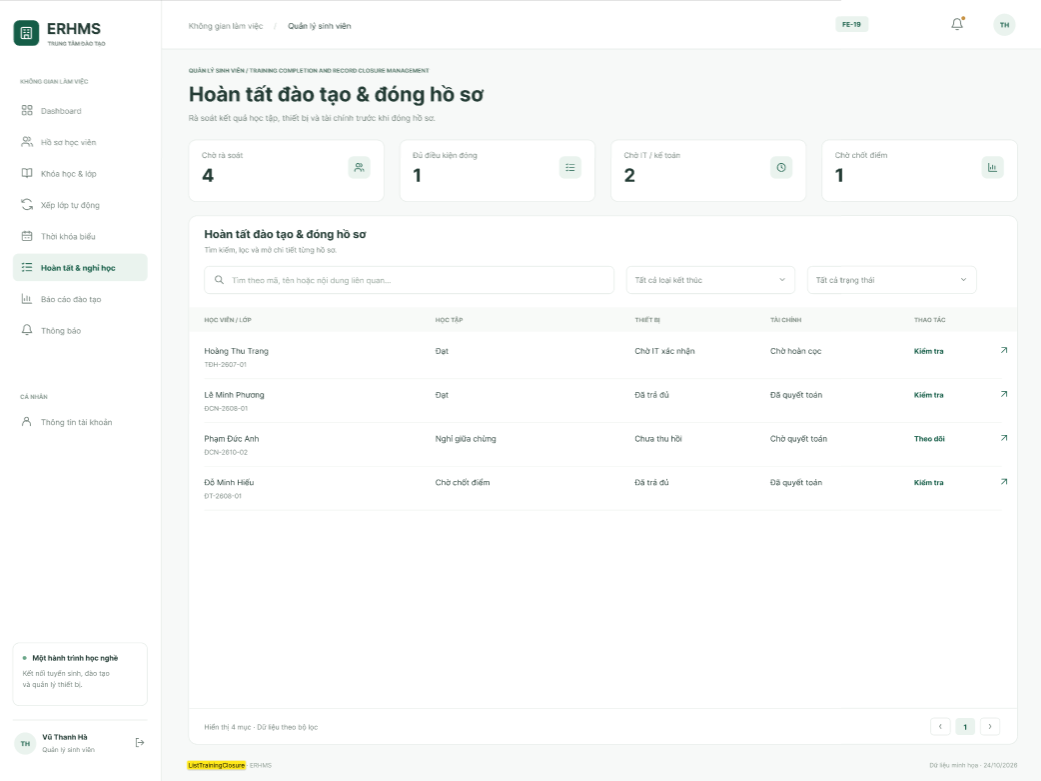 ERHMS
TRUNG TÂM ĐÀO TẠO
KHÔNG GIAN LÀM VIỆC
Dashboard
Hồ sơ học viên
Khóa học & lớp
Xếp lớp tự động
Thời khóa biểu
Hoàn tất & nghỉ học
Báo cáo đào tạo
Thông báo
CÁ NHÂN
Thông tin tài khoản
Một hành trình học nghề
Kết nối tuyển sinh, đào tạo
và quản lý thiết bị.
TH
Vũ Thanh Hà
Quản lý sinh viên
Không gian làm việc / Quản lý sinh viên
FE-19
TH
QUẢN LÝ SINH VIÊN / TRAINING COMPLETION AND RECORD CLOSURE MANAGEMENT
Hoàn tất đào tạo & đóng hồ sơ
Rà soát kết quả học tập, thiết bị và tài chính trước khi đóng hồ sơ.
Chờ rà soát
4
Đủ điều kiện đóng
1
Chờ IT / kế toán
2
Chờ chốt điểm
1
Hoàn tất đào tạo & đóng hồ sơ
Tìm kiếm, lọc và mở chi tiết từng hồ sơ.
Tìm theo mã, tên hoặc nội dung liên quan...
Tất cả loại kết thúc
Tất cả trạng thái
HỌC VIÊN / LỚP HỌC TẬP THIẾT BỊ TÀI CHÍNH THAO TÁC
Hoàng Thu Trang Đạt Chờ IT xác nhận Chờ hoàn cọc Kiểm tra
TĐH-2607-01
Lê Minh Phương Đạt Đã trả đủ Đã quyết toán Kiểm tra
ĐCN-2608-01
Phạm Đức Anh Nghỉ giữa chừng Chưa thu hồi Chờ quyết toán Theo dõi
ĐCN-2610-02
Đỗ Minh Hiếu Chờ chốt điểm Đã trả đủ Đã quyết toán Kiểm tra
ĐT-2608-01
Hiển thị 4 mục · Dữ liệu theo bộ lọc
1
ListTrainingClosure · ERHMS
Dữ liệu minh họa · 24/10/2026